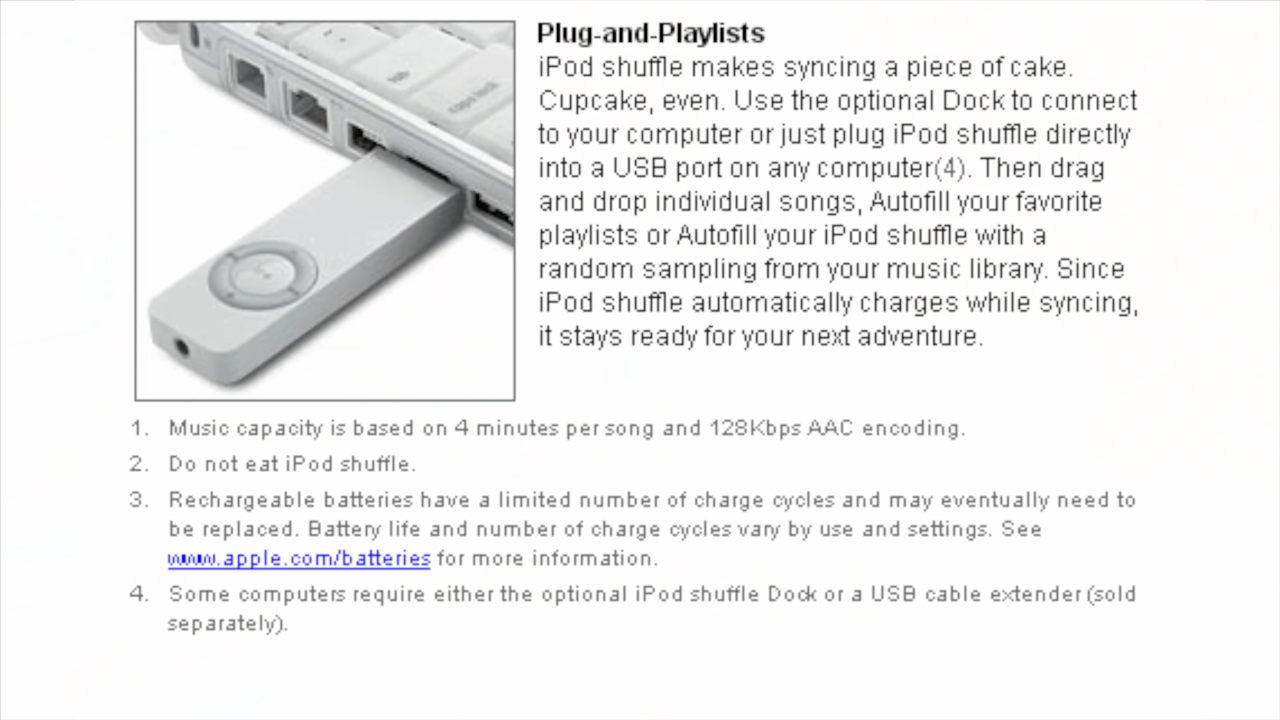 Plug-and-Playlists
iPod shuffle makes syncing a piece of cake.
Cupcake, even. Use the optional Dock to connect
to your computer or just plug iPod shuffle directly
into a USB port on any computer(4). Then drag
and drop individual songs, Autofill your favorite
playlists or Autofill your iPod shuffle with a
random sampling from your music library. Since
iPod shuffle automatically charges while syncing,
it stays ready for your next adventure.
tab
caps lock
1. Music capacity is based on 4 minutes per song and 128Kbps AAC encoding.
2. Do not eat iPod shuffle.
3. Rechargeable batteries have a limited number of charge cycles and may eventually need to
be replaced. Battery life and number of charge cycles vary by use and settings. See
www.apple.com/batteries for more information.
4. Some computers require either the optional iPod shuffle Dock or a USB cable extender (sold
separately).